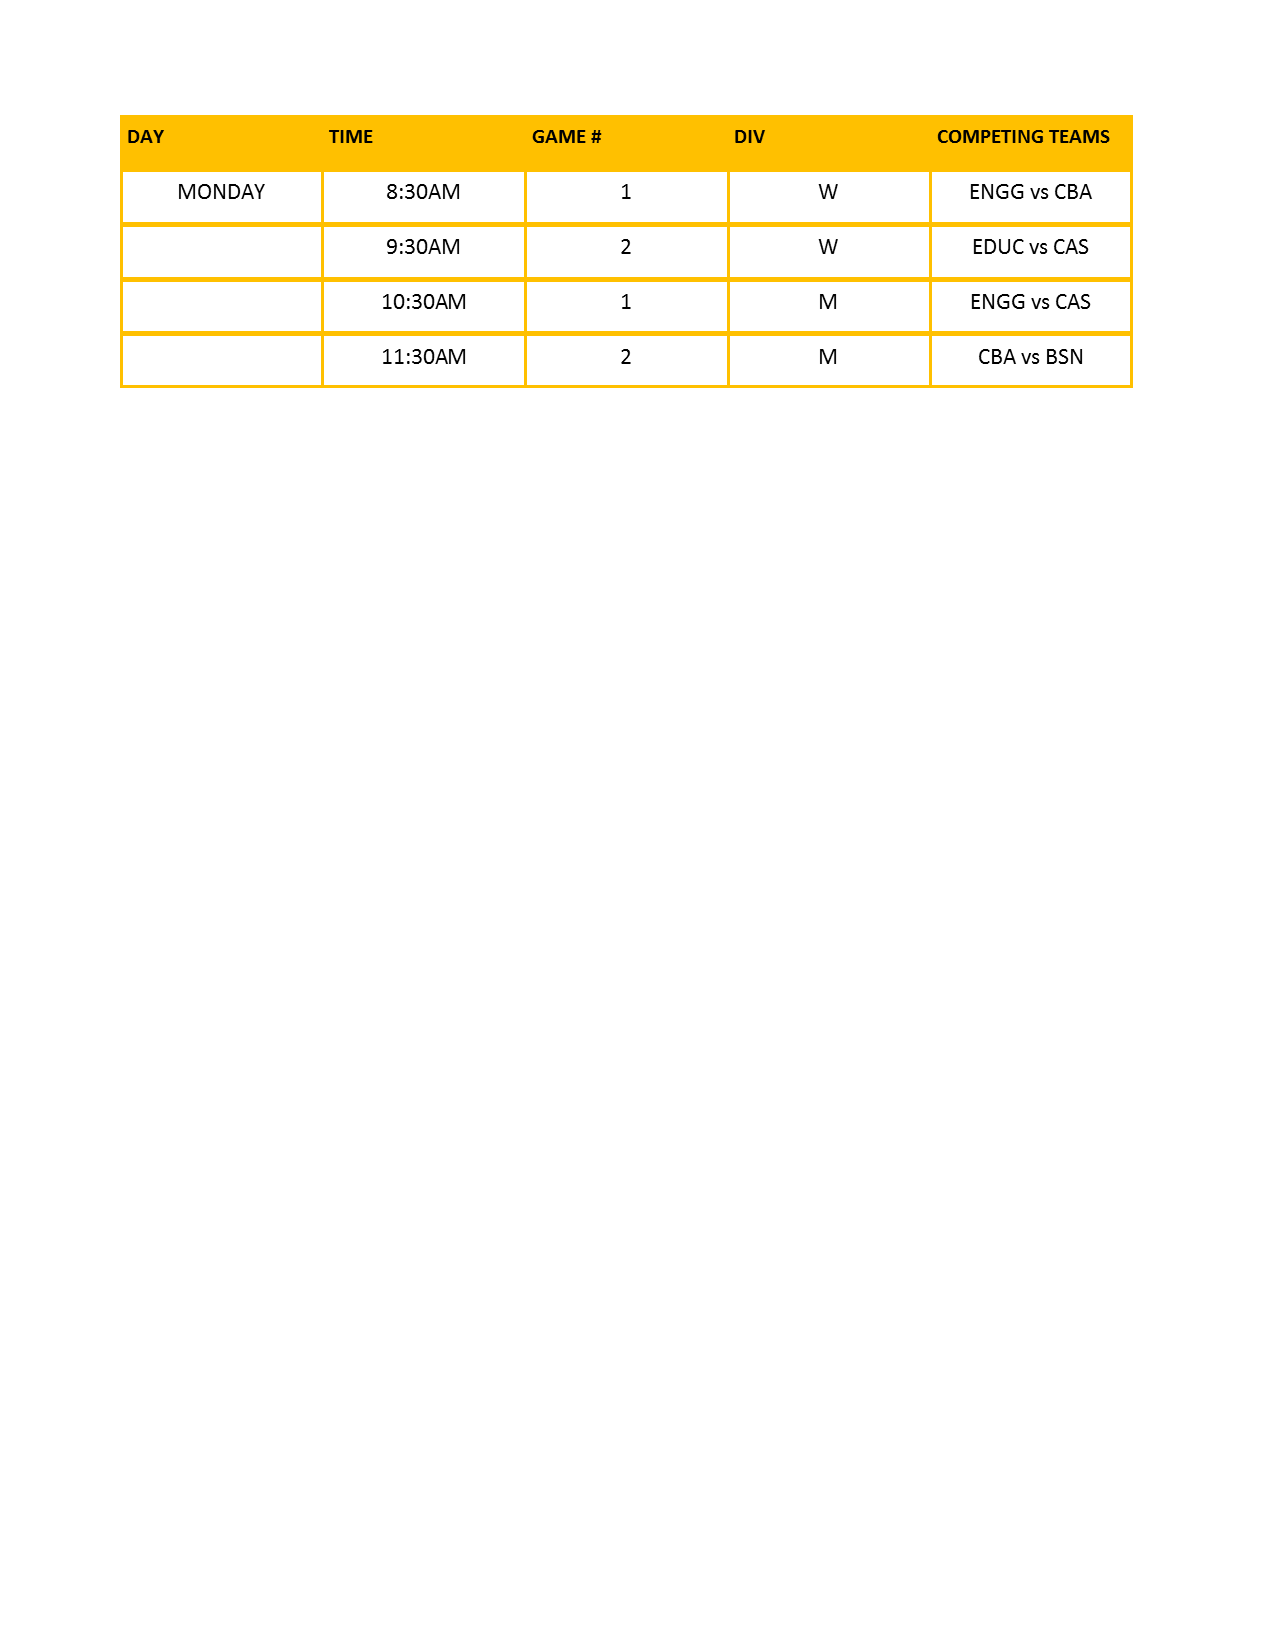 DAY TIME GAME # DIV COMPETING TEAMS
MONDAY 8:30AM 1 W ENGG vs CBA
9:30AM 2 W EDUC vs CAS
10:30AM 1 M ENGG vs CAS
11:30AM 2 M CBA vs BSN